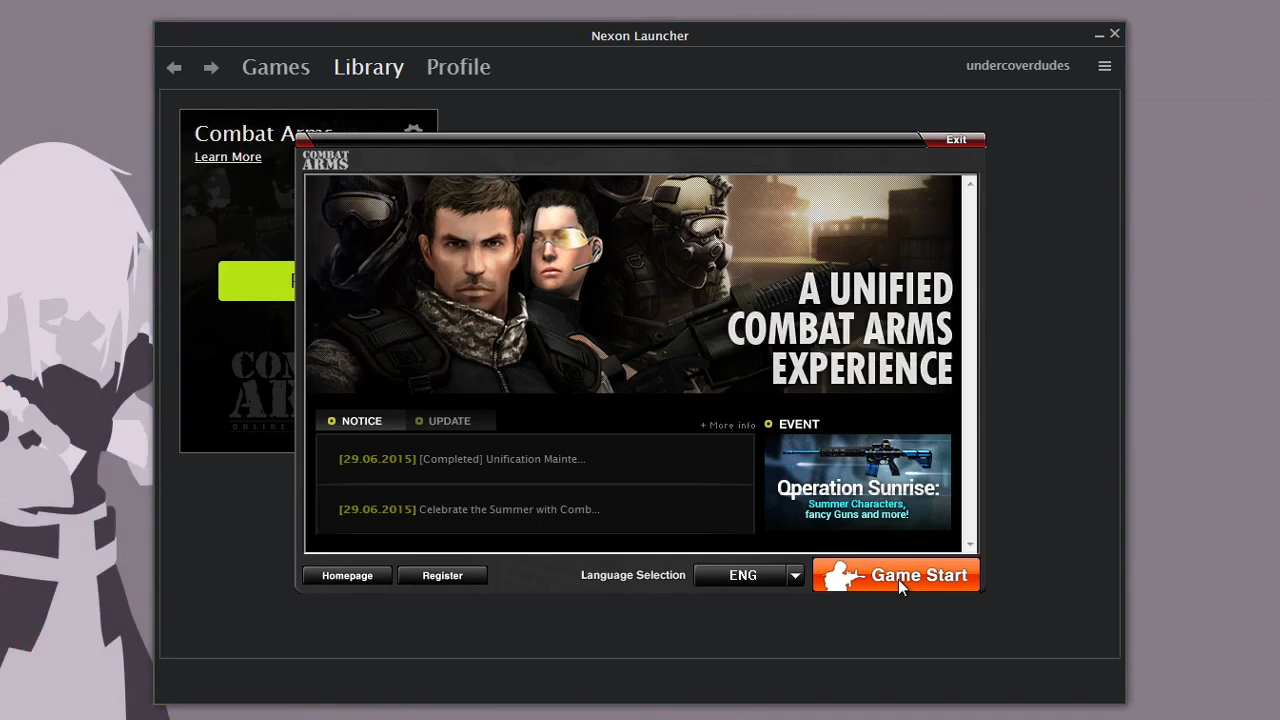 Nexon Launcher
Games Library Profile
undercoverdudes
Combat Arms
Learn More
Exit
COMBAT
ARMS
A UNIFIED
COMBAT ARMS
EXPERIENCE
NOTICE
UPDATE
+ More info
EVENT
[29.06.2015] [Completed] Unification Mainte...
[29.06.2015] Celebrate the Summer with Comb...
Operation Sunrise:
Summer Characters,
fancy Guns and more!
Homepage
Register
Language Selection
ENG
Game Start